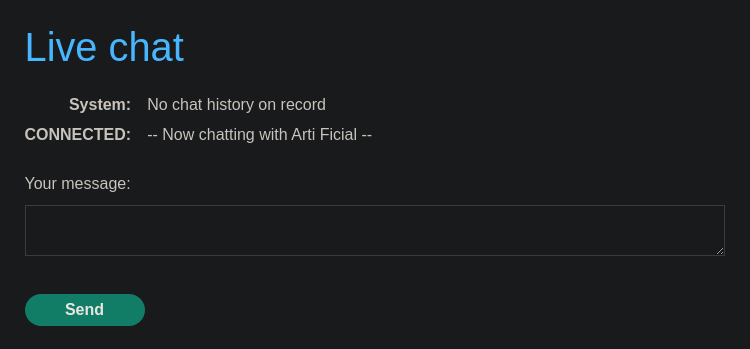 Live chat
System: No chat history on record
CONNECTED: -- Now chatting with Arti Ficial --
Your message:
Send